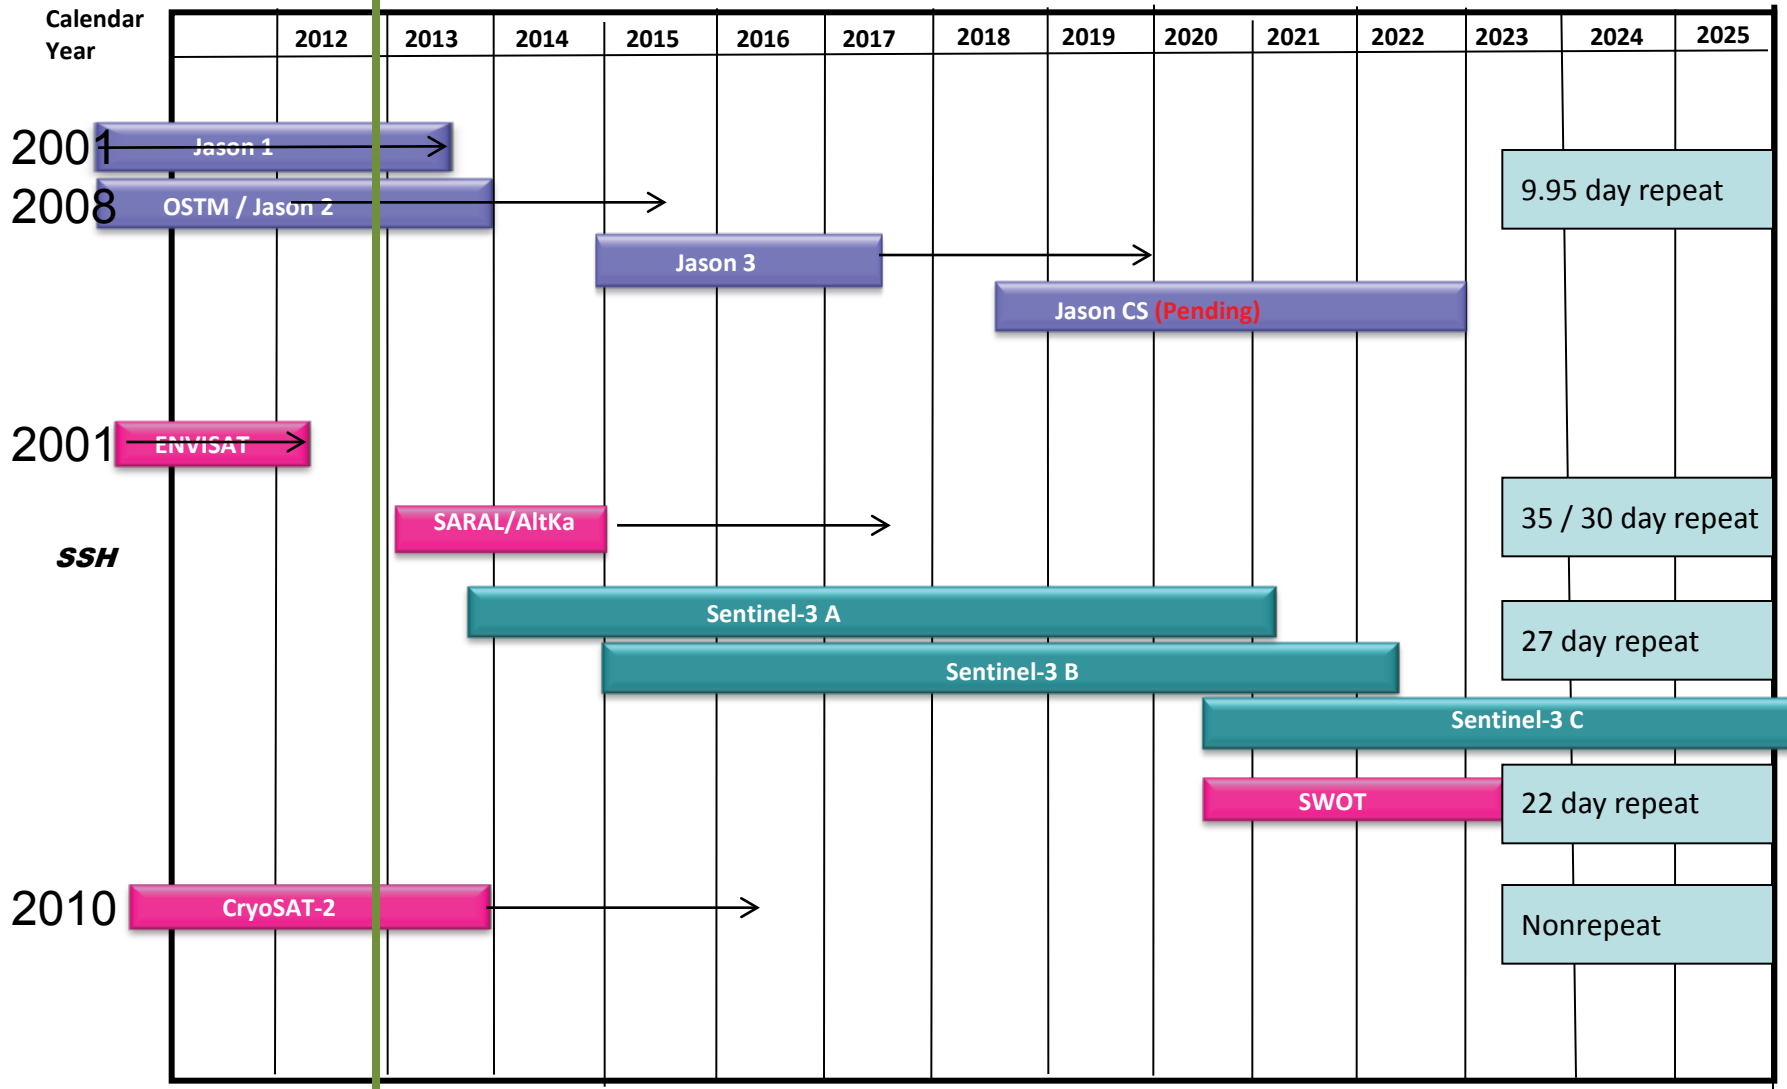 Calendar
Year
2012 2013 2014 2015 2016 2017 2018 2019 2020 2021 2022 2023 2024 2025
2001 Jason 1
2008 OSTM / Jason 2
9.95 day repeat
Jason 3
Jason CS (Pending)
2001 ENVISAT
SARAL/AltKa
35 / 30 day repeat
SSH
Sentinel-3 A
27 day repeat
Sentinel-3 B
Sentinel-3 C
SWOT
22 day repeat
2010 CryoSAT-2
Nonrepeat